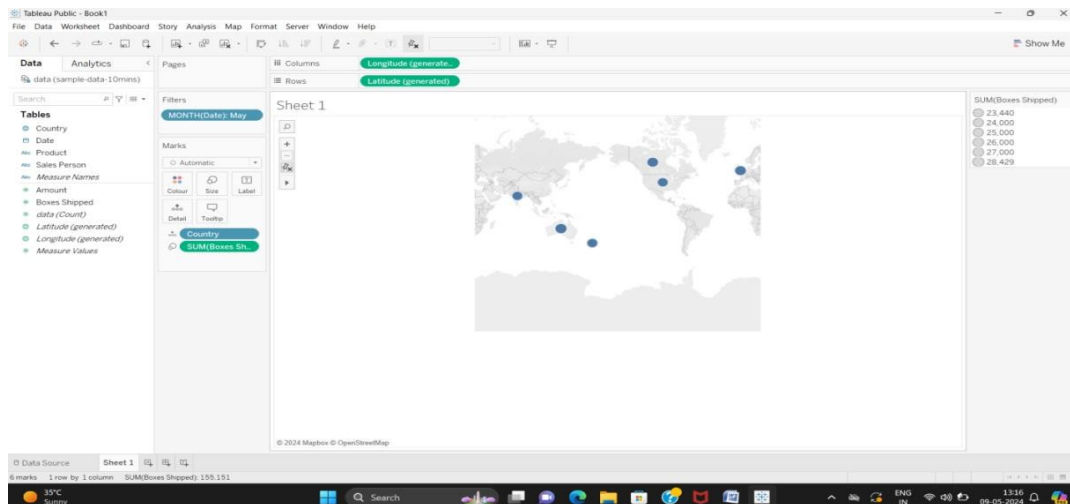 Tableau Public - Book1
File Data Worksheet Dashboard Story Analysis Map Format Server Window Help
Show Me
Data Analytics
Pages
Columns Longitude (generate..
data (sample-data-10mins)
Rows Latitude (generated)
Search
Filters
Sheet 1
SUM(Boxes Shipped)
Tables
MONTH(Date): May
23,440
Country
24,000
Date
25,000
Abc Product
Marks
26,000
Abc Sales Person
Automatic
27,000
Abc Measure Names
28,429
Amount
Colour Size Label
Boxes Shipped
data (Count)
Detail Tooltip
Latitude (generated)
Country
Longitude (generated)
SUM(Boxes Sh..
Measure Values
© 2024 Mapbox © OpenStreetMap
Data Source Sheet 1
6 marks 1 row by 1 column SUM(Boxes Shipped): 155,151
35°C
Sunny
Search
ENG
IN
13:16
09-05-2024